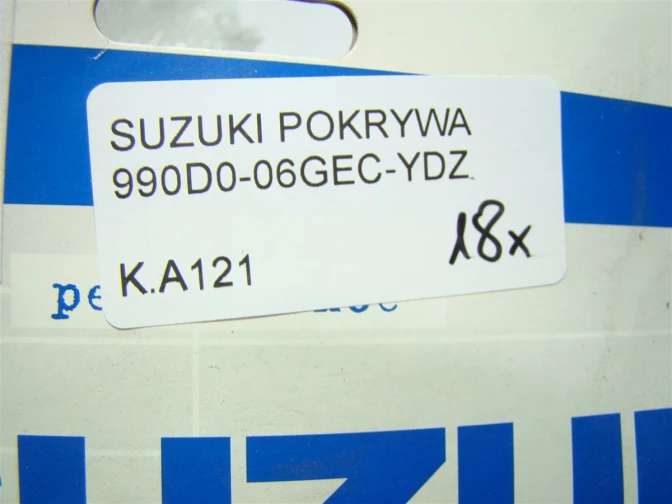 SUZUKI POKRYWA
990D0-06GEC-YDZ.
18x
K.A121